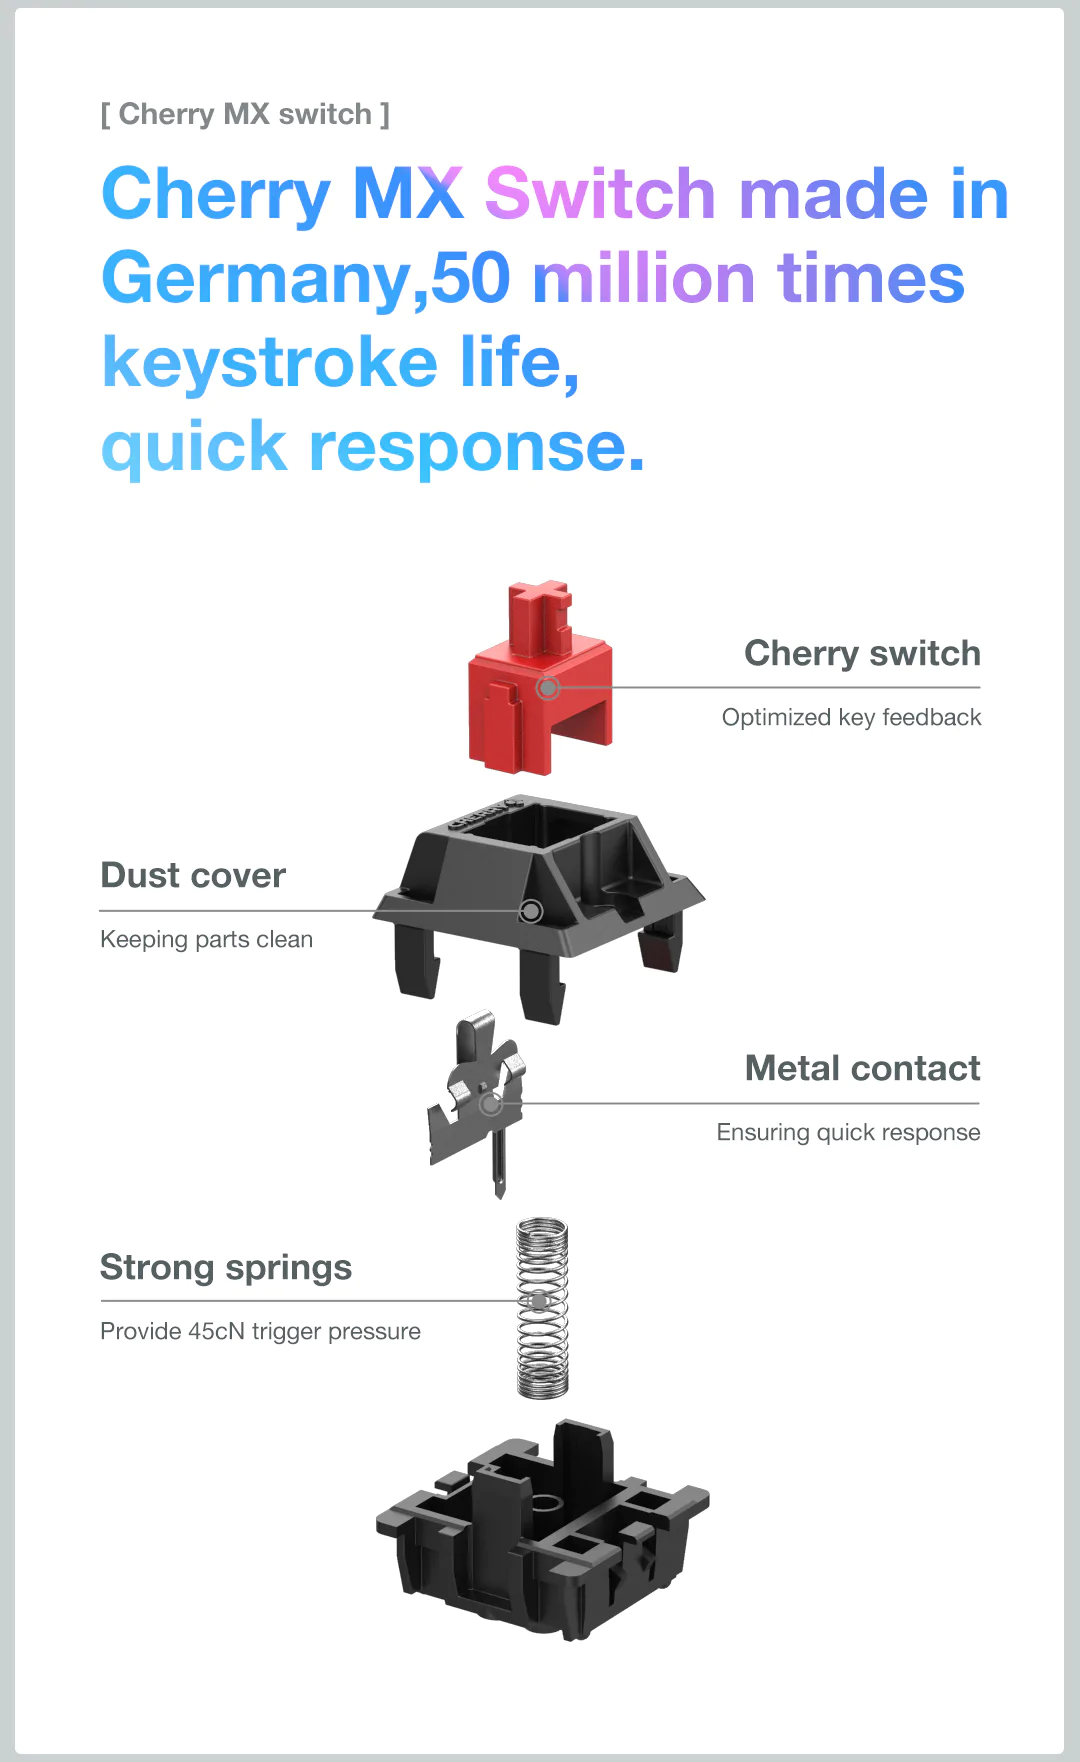 [ Cherry MX switch ]
Cherry MX Switch made in
Germany,50 million times
keystroke life,
quick response.
Cherry switch
Optimized key feedback
CHERRY
Dust cover
Keeping parts clean
Metal contact
Ensuring quick response
Strong springs
Provide 45cN trigger pressure